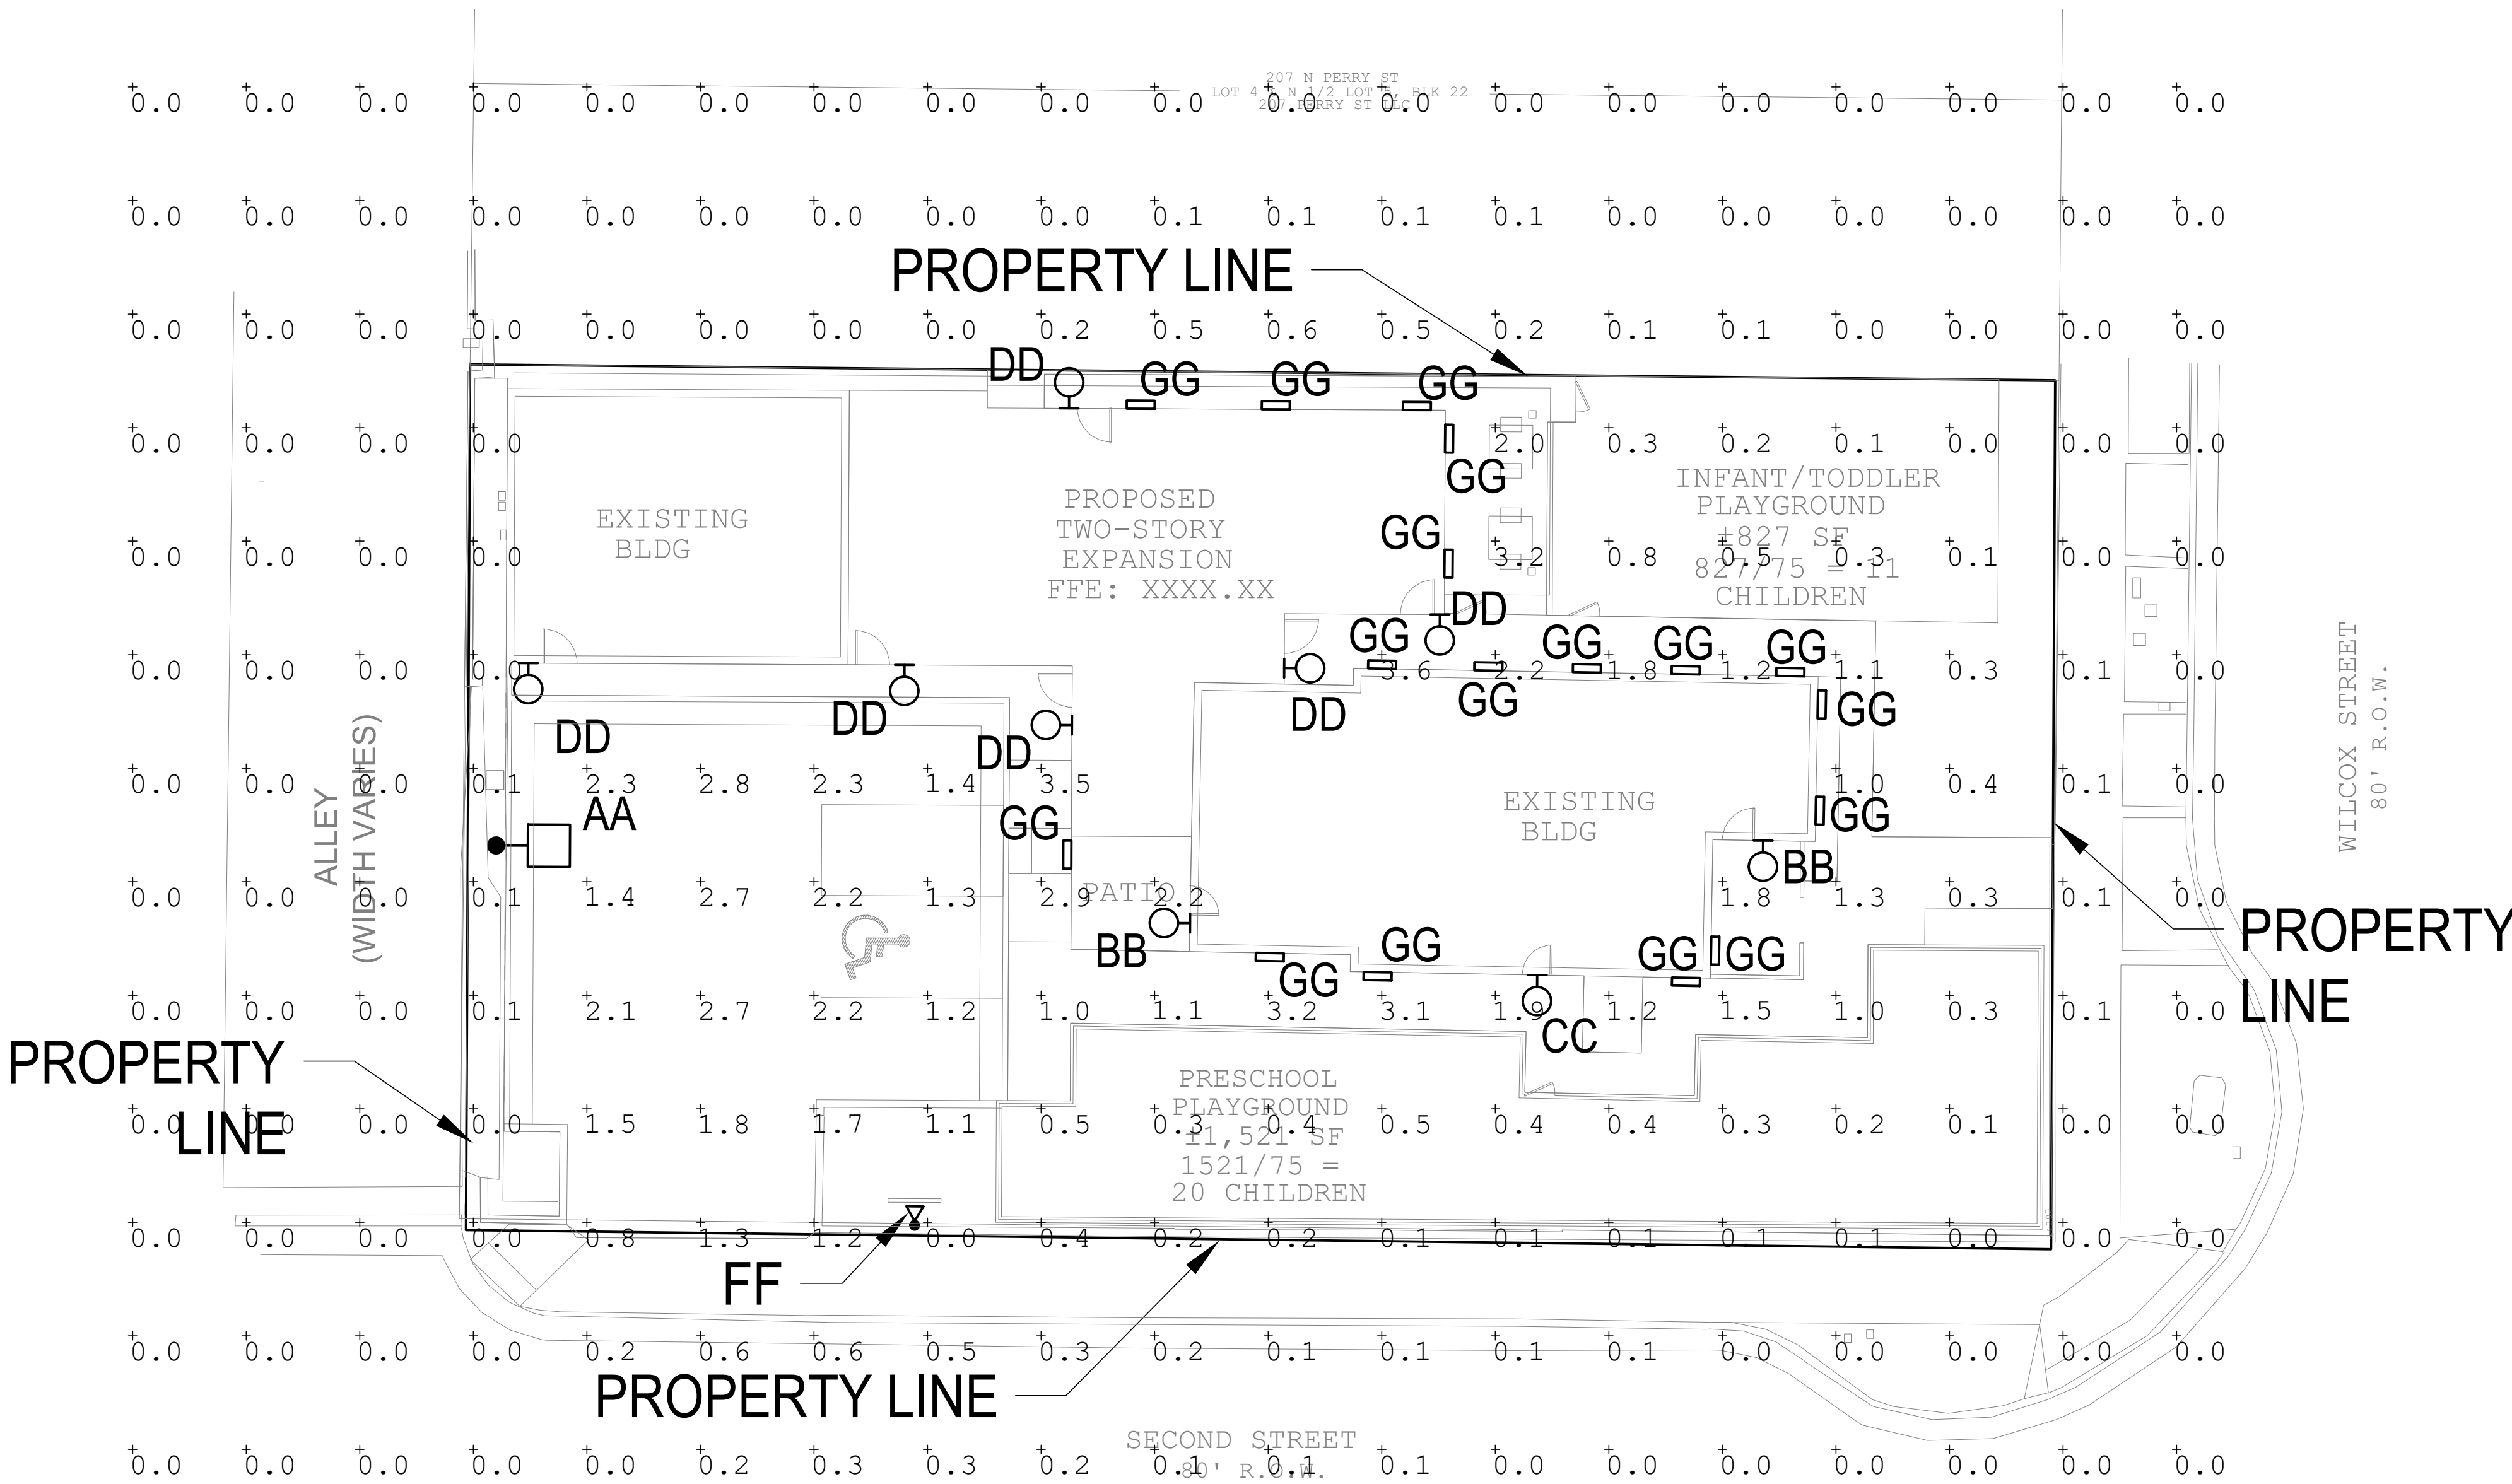 207 N PERRY ST
BLK 22
0.0 0.0 0.0 0.0 0.0 0.0 0.0 0.0 0.0 0.0 0.0 0.0 0.0 0.0 0.0 0.0 0.0 0.0 0.0
0.0 0.0 0.0 0.0 0.0 0.0 0.0 0.0 0.0 0.1 0.1 0.1 0.1 0.0 0.0 0.0 0.0 0.0 0.0
PROPERTY LINE
0.0 0.0 0.0 0.0 0.0 0.0 0.0 0.0 0.2 0.5 0.6 0.5 0.2 0.1 0.1 0.0 0.0 0.0 0.0
DD GG GG GG
0.0 0.0 0.0 0.0 2.0 0.3 0.2 0.1 0.0 0.0 0.0
GG
INFANT/TODDLER
PLAYGROUND
±827 SF
827/75 = 11
CHILDREN
EXISTING
BLDG
PROPOSED
TWO-STORY
EXPANSION
FFE: XXXX.XX
GG
0.0 0.0 0.0 0.0 3.2 0.8 0.5 0.3 0.1 0.0 0.0
DD
GG GG GG GG
0.0 0.0 0.0 0.0 3.6 2.2 1.8 1.2 1.1 0.3 0.1 0.0
DD DD DD DD GG GG
WILCOX STREET
80' R.O.W.
0.0 0.0 0.0 0.1 2.3 2.8 2.3 1.4 3.5 1.0 0.4 0.1 0.0
ALLEY
(WIDTH VARIES)
AA
GG
EXISTING
BLDG
GG
BB
0.0 0.0 0.0 0.1 1.4 2.7 2.2 1.3 2.9 2.2 1.8 1.3 0.3 0.1 0.0
PATIO
BB GG GG GG GG
PROPERTY
LINE
0.0 0.0 0.0 0.1 2.1 2.7 2.2 1.2 1.0 1.1 3.2 3.1 1.9 1.2 1.5 1.0 0.3 0.1 0.0
CC
PROPERTY
LINE
PRESCHOOL
PLAYGROUND
±1,521 SF
1521/75 =
20 CHILDREN
0.0 0.0 0.0 0.0 1.5 1.8 1.7 1.1 0.5 0.3 0.4 0.5 0.4 0.4 0.3 0.2 0.1 0.0 0.0
0.0 0.0 0.0 0.0 0.8 1.3 1.2 0.0 0.4 0.2 0.2 0.1 0.1 0.1 0.1 0.1 0.0 0.0 0.0
FF
0.0 0.0 0.0 0.0 0.2 0.6 0.6 0.5 0.3 0.2 0.1 0.1 0.1 0.1 0.0 0.0 0.0 0.0 0.0
PROPERTY LINE
SECOND STREET
80' R.O.W.
0.0 0.0 0.0 0.0 0.0 0.2 0.3 0.3 0.2 0.1 0.1 0.1 0.0 0.0 0.0 0.0 0.0 0.0 0.0